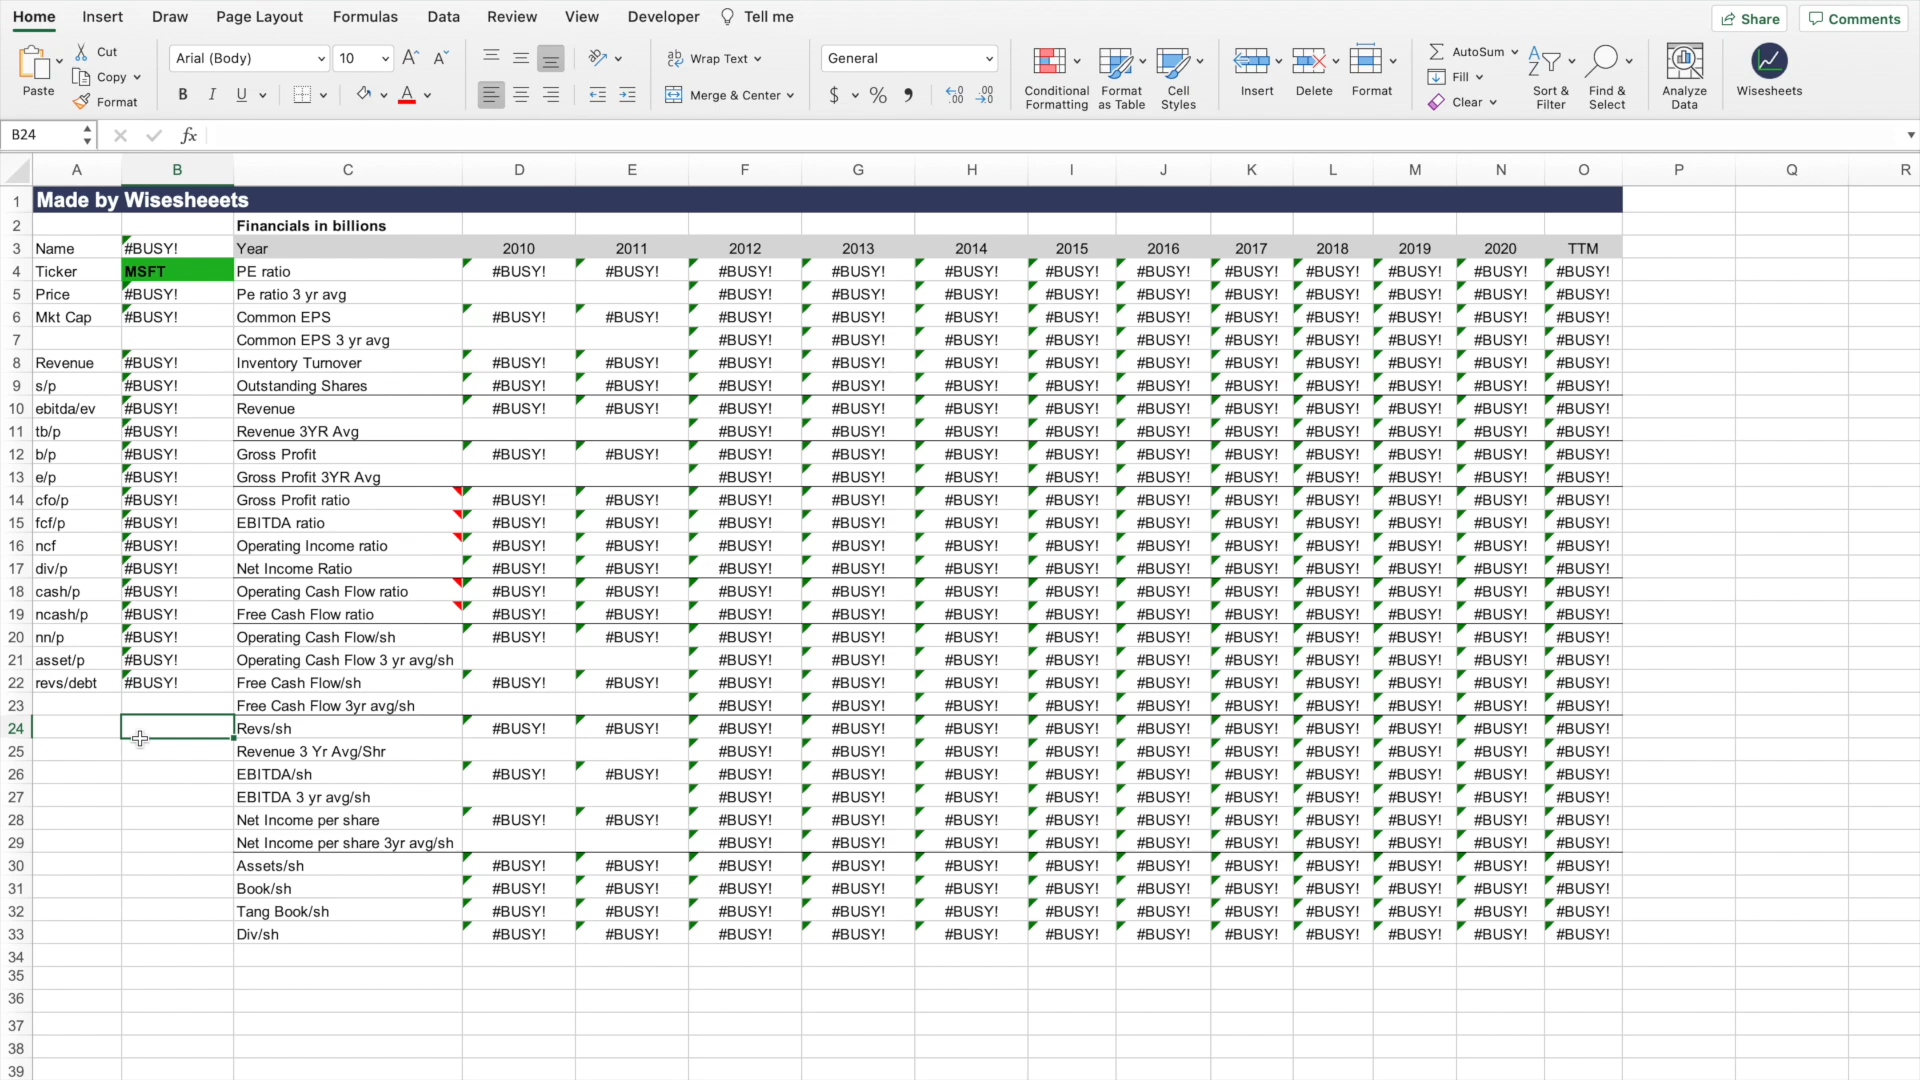 Home Insert Draw Page Layout Formulas Data Review View Developer Tell me Share Comments
Paste Cut Copy Format
Arial (Body) 10 A^ A˅ ab c Wrap Text General
B I U A Merge & Center $ % 9 .0 .00 .00 .0
Conditional Formatting Format as Table Cell Styles Insert Delete Format
AutoSum Fill Clear A Z Sort & Filter Find & Select Analyze Data Wisesheets
B24 fx
A B C D E F G H I J K L M N O P Q R
1 Made by Wisesheeets
2 Financials in billions
3 Name #BUSY! Year 2010 2011 2012 2013 2014 2015 2016 2017 2018 2019 2020 TTM
4 Ticker MSFT PE ratio #BUSY! #BUSY! #BUSY! #BUSY! #BUSY! #BUSY! #BUSY! #BUSY! #BUSY! #BUSY! #BUSY! #BUSY!
5 Price #BUSY! Pe ratio 3 yr avg #BUSY! #BUSY! #BUSY! #BUSY! #BUSY! #BUSY! #BUSY! #BUSY! #BUSY! #BUSY!
6 Mkt Cap #BUSY! Common EPS #BUSY! #BUSY! #BUSY! #BUSY! #BUSY! #BUSY! #BUSY! #BUSY! #BUSY! #BUSY! #BUSY! #BUSY!
7 Common EPS 3 yr avg #BUSY! #BUSY! #BUSY! #BUSY! #BUSY! #BUSY! #BUSY! #BUSY! #BUSY! #BUSY!
8 Revenue #BUSY! Inventory Turnover #BUSY! #BUSY! #BUSY! #BUSY! #BUSY! #BUSY! #BUSY! #BUSY! #BUSY! #BUSY! #BUSY! #BUSY!
9 s/p #BUSY! Outstanding Shares #BUSY! #BUSY! #BUSY! #BUSY! #BUSY! #BUSY! #BUSY! #BUSY! #BUSY! #BUSY! #BUSY! #BUSY!
10 ebitda/ev #BUSY! Revenue #BUSY! #BUSY! #BUSY! #BUSY! #BUSY! #BUSY! #BUSY! #BUSY! #BUSY! #BUSY! #BUSY! #BUSY!
11 tb/p #BUSY! Revenue 3YR Avg #BUSY! #BUSY! #BUSY! #BUSY! #BUSY! #BUSY! #BUSY! #BUSY! #BUSY! #BUSY!
12 b/p #BUSY! Gross Profit #BUSY! #BUSY! #BUSY! #BUSY! #BUSY! #BUSY! #BUSY! #BUSY! #BUSY! #BUSY! #BUSY! #BUSY!
13 e/p #BUSY! Gross Profit 3YR Avg #BUSY! #BUSY! #BUSY! #BUSY! #BUSY! #BUSY! #BUSY! #BUSY! #BUSY! #BUSY!
14 cfo/p #BUSY! Gross Profit ratio #BUSY! #BUSY! #BUSY! #BUSY! #BUSY! #BUSY! #BUSY! #BUSY! #BUSY! #BUSY! #BUSY! #BUSY!
15 fcf/p #BUSY! EBITDA ratio #BUSY! #BUSY! #BUSY! #BUSY! #BUSY! #BUSY! #BUSY! #BUSY! #BUSY! #BUSY! #BUSY! #BUSY!
16 ncf #BUSY! Operating Income ratio #BUSY! #BUSY! #BUSY! #BUSY! #BUSY! #BUSY! #BUSY! #BUSY! #BUSY! #BUSY! #BUSY! #BUSY!
17 div/p #BUSY! Net Income Ratio #BUSY! #BUSY! #BUSY! #BUSY! #BUSY! #BUSY! #BUSY! #BUSY! #BUSY! #BUSY! #BUSY! #BUSY!
18 cash/p #BUSY! Operating Cash Flow ratio #BUSY! #BUSY! #BUSY! #BUSY! #BUSY! #BUSY! #BUSY! #BUSY! #BUSY! #BUSY! #BUSY! #BUSY!
19 ncash/p #BUSY! Free Cash Flow ratio #BUSY! #BUSY! #BUSY! #BUSY! #BUSY! #BUSY! #BUSY! #BUSY! #BUSY! #BUSY! #BUSY! #BUSY!
20 nn/p #BUSY! Operating Cash Flow/sh #BUSY! #BUSY! #BUSY! #BUSY! #BUSY! #BUSY! #BUSY! #BUSY! #BUSY! #BUSY! #BUSY! #BUSY!
21 asset/p #BUSY! Operating Cash Flow 3 yr avg/sh #BUSY! #BUSY! #BUSY! #BUSY! #BUSY! #BUSY! #BUSY! #BUSY! #BUSY! #BUSY!
22 revs/debt #BUSY! Free Cash Flow/sh #BUSY! #BUSY! #BUSY! #BUSY! #BUSY! #BUSY! #BUSY! #BUSY! #BUSY! #BUSY! #BUSY! #BUSY!
23 Free Cash Flow 3yr avg/sh #BUSY! #BUSY! #BUSY! #BUSY! #BUSY! #BUSY! #BUSY! #BUSY! #BUSY! #BUSY!
24 Revs/sh #BUSY! #BUSY! #BUSY! #BUSY! #BUSY! #BUSY! #BUSY! #BUSY! #BUSY! #BUSY! #BUSY! #BUSY!
25 Revenue 3 Yr Avg/Shr #BUSY! #BUSY! #BUSY! #BUSY! #BUSY! #BUSY! #BUSY! #BUSY! #BUSY! #BUSY!
26 EBITDA/sh #BUSY! #BUSY! #BUSY! #BUSY! #BUSY! #BUSY! #BUSY! #BUSY! #BUSY! #BUSY! #BUSY! #BUSY!
27 EBITDA 3 yr avg/sh #BUSY! #BUSY! #BUSY! #BUSY! #BUSY! #BUSY! #BUSY! #BUSY! #BUSY! #BUSY!
28 Net Income per share #BUSY! #BUSY! #BUSY! #BUSY! #BUSY! #BUSY! #BUSY! #BUSY! #BUSY! #BUSY! #BUSY! #BUSY!
29 Net Income per share 3yr avg/sh #BUSY! #BUSY! #BUSY! #BUSY! #BUSY! #BUSY! #BUSY! #BUSY! #BUSY! #BUSY!
30 Assets/sh #BUSY! #BUSY! #BUSY! #BUSY! #BUSY! #BUSY! #BUSY! #BUSY! #BUSY! #BUSY! #BUSY! #BUSY!
31 Book/sh #BUSY! #BUSY! #BUSY! #BUSY! #BUSY! #BUSY! #BUSY! #BUSY! #BUSY! #BUSY! #BUSY! #BUSY!
32 Tang Book/sh #BUSY! #BUSY! #BUSY! #BUSY! #BUSY! #BUSY! #BUSY! #BUSY! #BUSY! #BUSY! #BUSY! #BUSY!
33 Div/sh #BUSY! #BUSY! #BUSY! #BUSY! #BUSY! #BUSY! #BUSY! #BUSY! #BUSY! #BUSY! #BUSY! #BUSY!
34
35
36
37
38
39